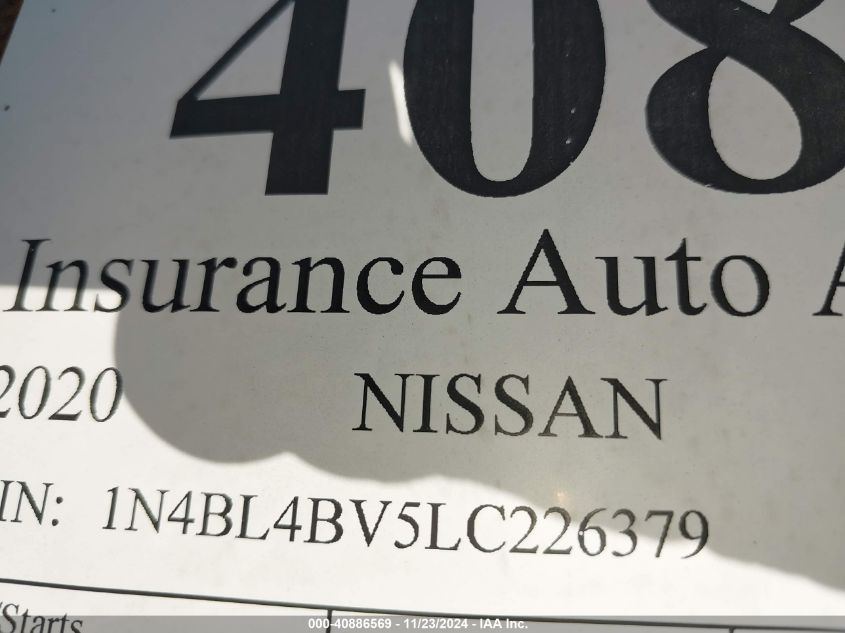 408
Insurance Auto A
2020 NISSAN
IN: 1N4BL4BV5LC226379
Starts
000-40886569 - 11/23/2024 - IAA Inc.